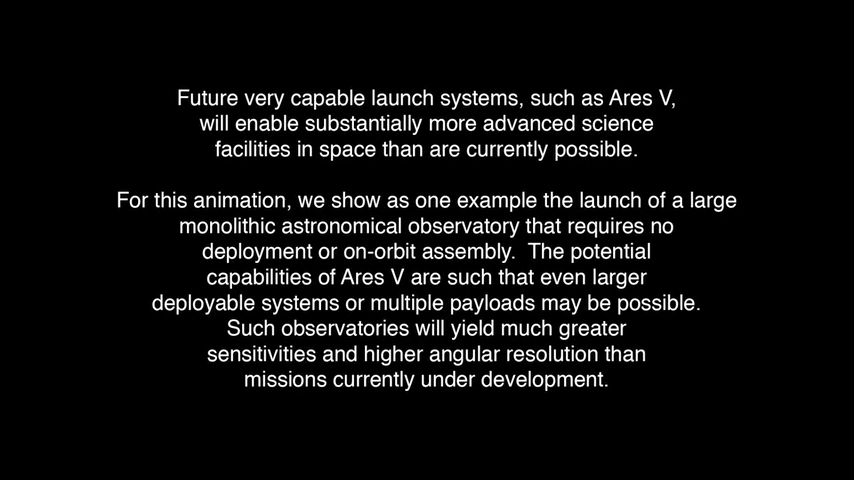 Future very capable launch systems, such as Ares V,
will enable substantially more advanced science
facilities in space than are currently possible.
For this animation, we show as one example the launch of a large
monolithic astronomical observatory that requires no
deployment or on-orbit assembly.  The potential
capabilities of Ares V are such that even larger
deployable systems or multiple payloads may be possible.
Such observatories will yield much greater
sensitivities and higher angular resolution than
missions currently under development.